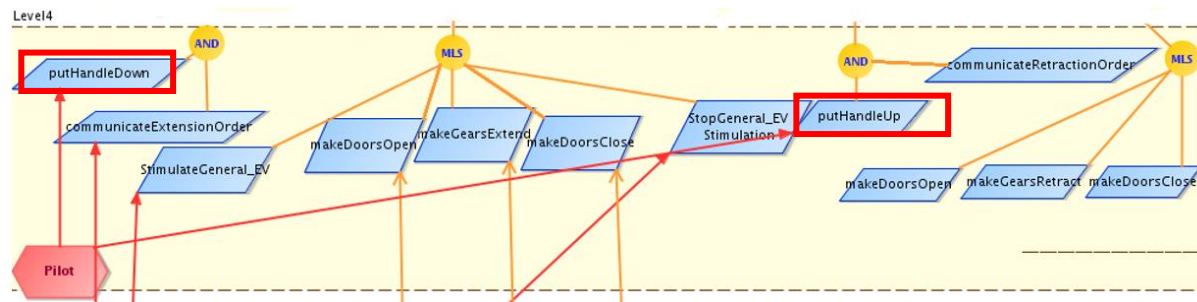 Level4
AND
putHandleDown
communicateExtensionOrder
StimulateGeneral_EV
MLS
makeDoorsOpen
makeGearsExtend
makeDoorsClose
StopGeneral_EV
Stimulation
AND
putHandleUp
communicateRetractionOrder
MLS
makeDoorsOpen
makeGearsRetract
makeDoorsClose
Pilot